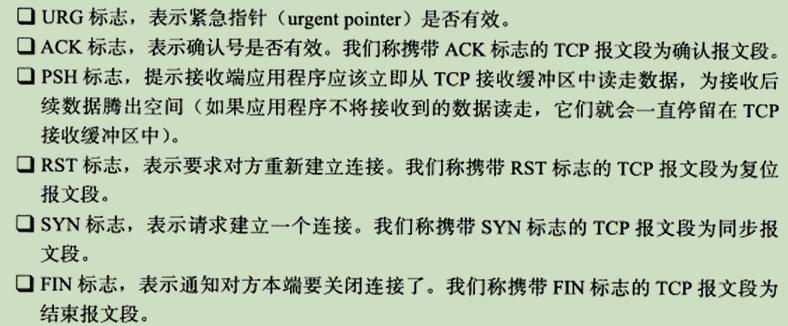 ❑ URG 标志，表示紧急指针（urgent pointer）是否有效。
❑ ACK 标志，表示确认号是否有效。我们称携带 ACK 标志的 TCP 报文段为确认报文段。
❑ PSH 标志，提示接收端应用程序应该立即从 TCP 接收缓冲区中读走数据，为接收后
续数据腾出空间（如果应用程序不将接收到的数据读走，它们就会一直停留在 TCP
接收缓冲区中）。
❑ RST 标志，表示要求对方重新建立连接。我们称携带 RST 标志的 TCP 报文段为复位
报文段。
❑ SYN 标志，表示请求建立一个连接。我们称携带 SYN 标志的 TCP 报文段为同步报
文段。
❑ FIN 标志，表示通知对方本端要关闭连接了。我们称携带 FIN 标志的 TCP 报文段为
结束报文段。